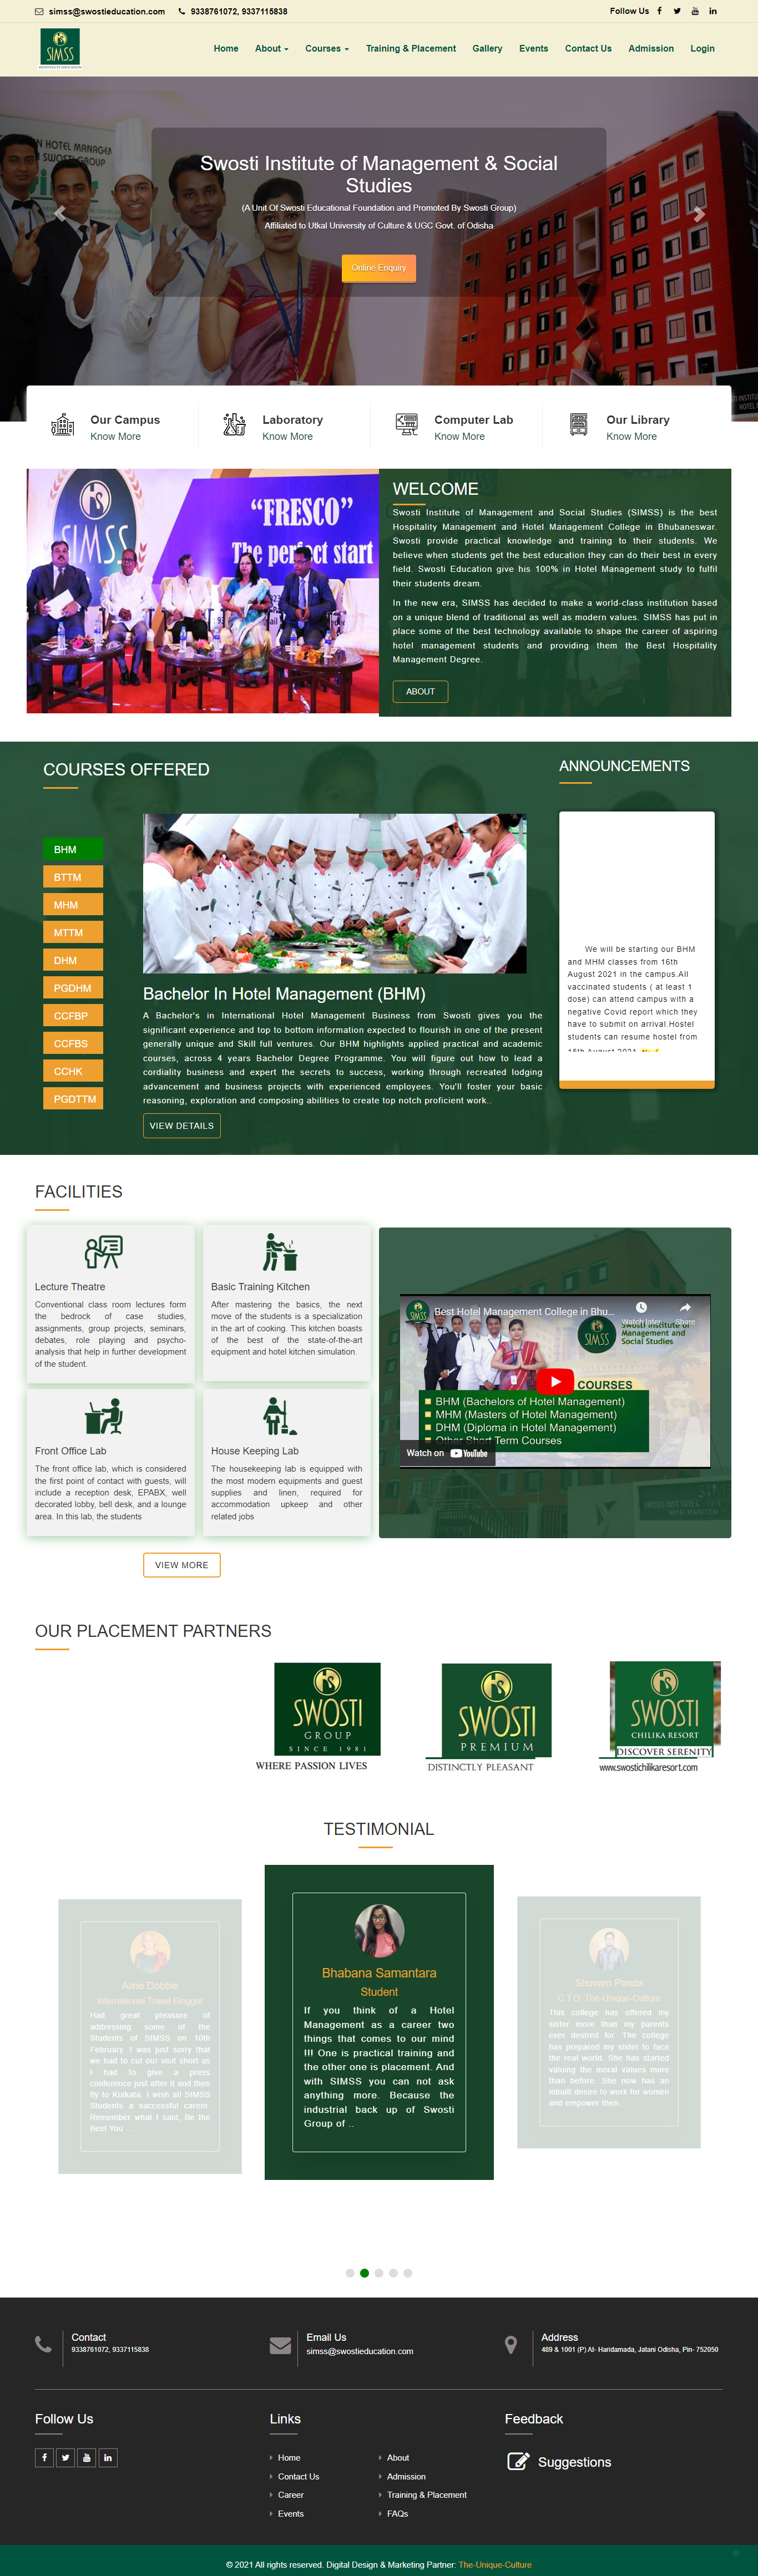 simss@swostieducation.com 9338761072, 9337115838 Follow Us
SIMSS
Home About Courses Training & Placement Gallery Events Contact Us Admission Login
Swosti Institute of Management & Social
Studies
(A Unit Of Swosti Educational Foundation and Promoted By Swosti Group)
Affiliated to Utkal University of Culture & UGC Govt. of Odisha
Online Enquiry
Our Campus
Know More
Laboratory
Know More
Computer Lab
Know More
Our Library
Know More
SIMSS
"FRESCO"
The perfect start
WELCOME
Swosti Institute of Management and Social Studies (SIMSS) is the best
Hospitality Management and Hotel Management College in Bhubaneswar.
Swosti provide practical knowledge and training to their students. We
believe when students get the best education they can do their best in every
field. Swosti Education give his 100% in Hotel Management study to fulfil
their students dream.
In the new era, SIMSS has decided to make a world-class institution based
on a unique blend of traditional as well as modern values. SIMSS has put in
place some of the best technology available to shape the career of aspiring
hotel management students and providing them the Best Hospitality
Management Degree.
ABOUT
COURSES OFFERED
BHM
BTTM
MHM
MTTM
DHM
PGDHM
CCFBP
CCFBS
CCHK
PGDTTM
Bachelor In Hotel Management (BHM)
A Bachelor's in International Hotel Management Business from Swosti gives you the
significant experience and top to bottom information expected to flourish in one of the present
generally unique and Skill full ventures. Our BHM highlights applied practical and academic
courses, across 4 years Bachelor Degree Programme. You will figure out how to lead a
cordiality business and expert the secrets to success, working through recreated lodging
advancement and business projects with experienced employees. You'll foster your basic
reasoning, exploration and composing abilities to create top notch proficient work..
VIEW DETAILS
ANNOUNCEMENTS
We will be starting our BHM
and MHM classes from 16th
August 2021 in the campus.All
vaccinated students ( at least 1
dose) can attend campus with a
negative Covid report which they
have to submit on arrival.Hostel
students can resume hostel from
15th August 2021
FACILITIES
Lecture Theatre
Conventional class room lectures form
the bedrock of case studies,
assignments, group projects, seminars,
debates, role playing and psycho-
analysis that help in further development
of the student.
Basic Training Kitchen
After mastering the basics, the next
move of the students is a specialization
in the art of cooking. This kitchen boasts
of the best of the state-of-the-art
equipment and hotel kitchen simulation.
Front Office Lab
The front office lab, which is considered
the first point of contact with guests, will
include a reception desk, EPABX, well
decorated lobby, bell desk, and a lounge
area. In this lab, the students
House Keeping Lab
The housekeeping lab is equipped with
the most modern equipments and guest
supplies and linen, required for
accommodation upkeep and other
related jobs
VIEW MORE
Best Hotel Management College in Bhu...
Watch later Share
SIMSS
Swosti Institute of
Management and
Social Studies
COURSES
BHM (Bachelors of Hotel Management)
MHM (Masters of Hotel Management)
DHM (Diploma in Hotel Management)
Other Short Term Courses
Watch on YouTube
OUR PLACEMENT PARTNERS
SWOSTI
GROUP
SINCE 1981
WHERE PASSION LIVES
SWOSTI
PREMIUM
DISTINCTLY PLEASANT
SWOSTI
CHILIKA RESORT
DISCOVER SERENITY
www.swostichilikaresort.com
TESTIMONIAL
Aline Dobbie
International Travel Blogger
Had great pleasure of
addressing some of the
Students of SIMSS on 10th
February. I was just sorry that
we had to cut our visit short as
I had to give a press
conference just after it and then
fly to Kolkata. I wish all SIMSS
Students a successful career.
Remember what I said, Be the
Best You ...
Bhabana Samantara
Student
If you think of a Hotel
Management as a career two
things that comes to our mind
!!! One is practical training and
the other one is placement. And
with SIMSS you can not ask
anything more. Because the
industrial back up of Swosti
Group of ..
Shuvam Panda
C.T.O, The-Unique-Culture
This college has offered my
sister more than my parents
ever desired for. The college
has prepared my sister to face
the real world. She has started
valuing the moral values more
than before. She now has an
inbuilt desire to work for women
and empower them.
Contact
9338761072, 9337115838
Email Us
simss@swostieducation.com
Address
489 & 1001 (P) At- Haridamada, Jatani Odisha, Pin- 752050
Follow Us
Links
Home
Contact Us
Career
Events
About
Admission
Training & Placement
FAQs
Feedback
Suggestions
© 2021 All rights reserved. Digital Design & Marketing Partner: The-Unique-Culture